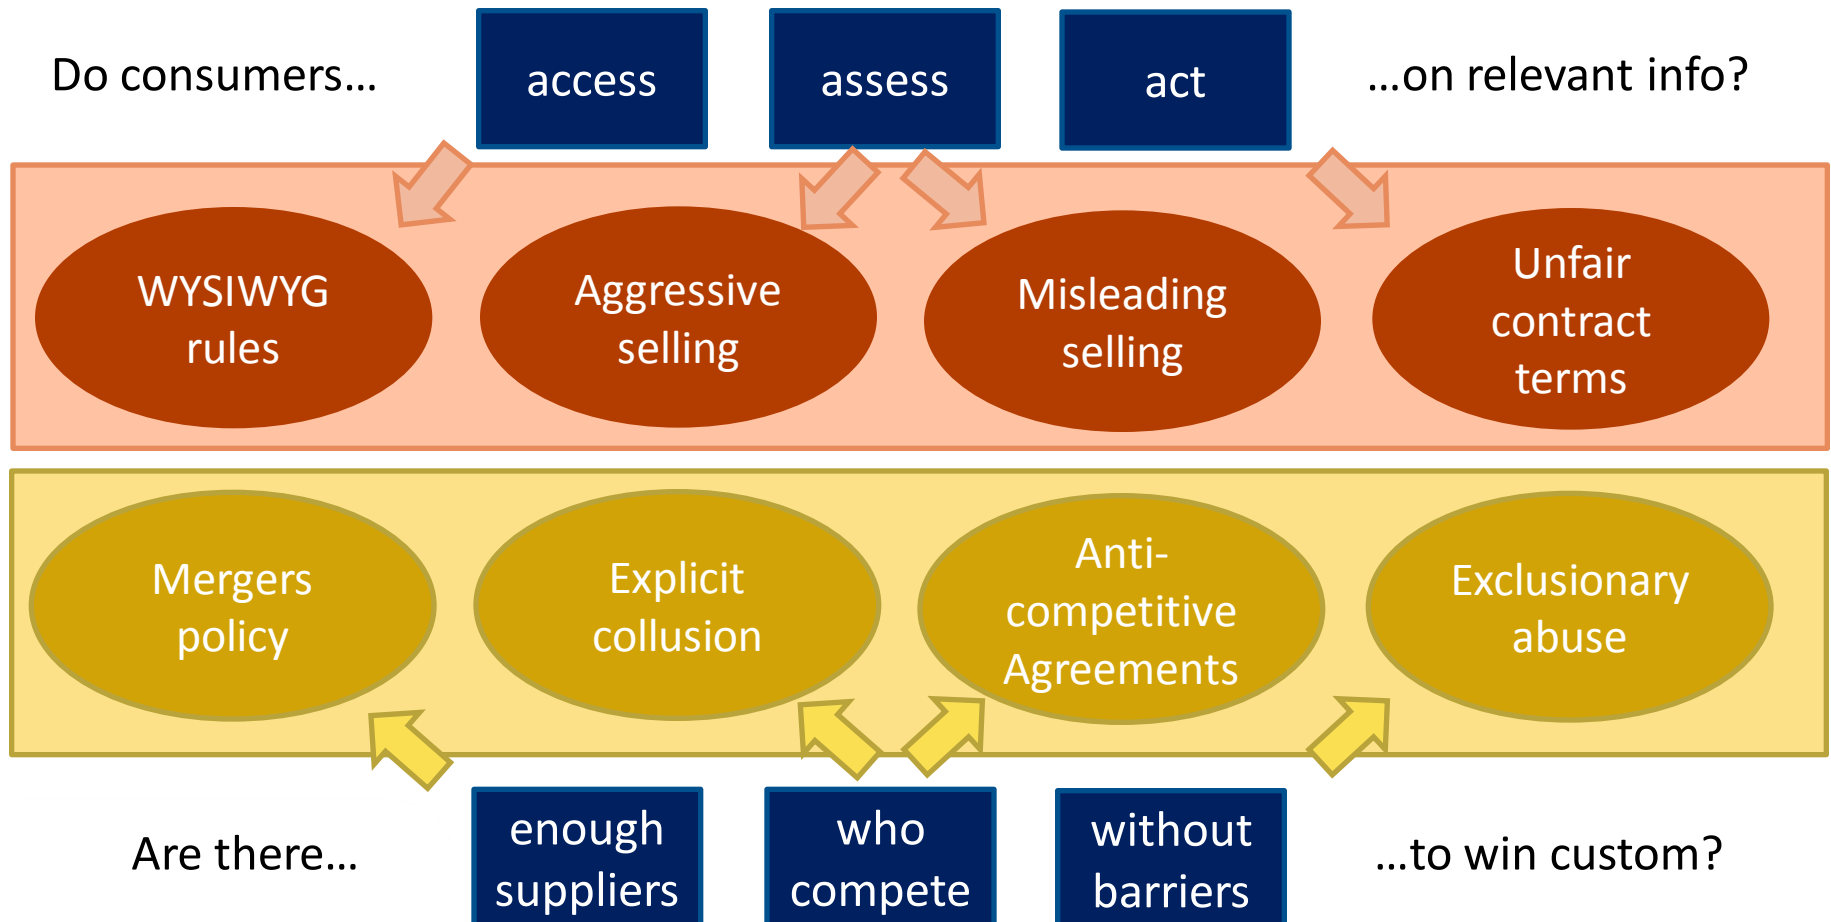 Do consumers…
access
assess
act
…on relevant info?
WYSIWYG
rules
Aggressive
selling
Misleading
selling
Unfair
contract
terms
Mergers
policy
Explicit
collusion
Anti-
competitive
Agreements
Exclusionary
abuse
Are there…
enough
suppliers
who
compete
without
barriers
…to win custom?